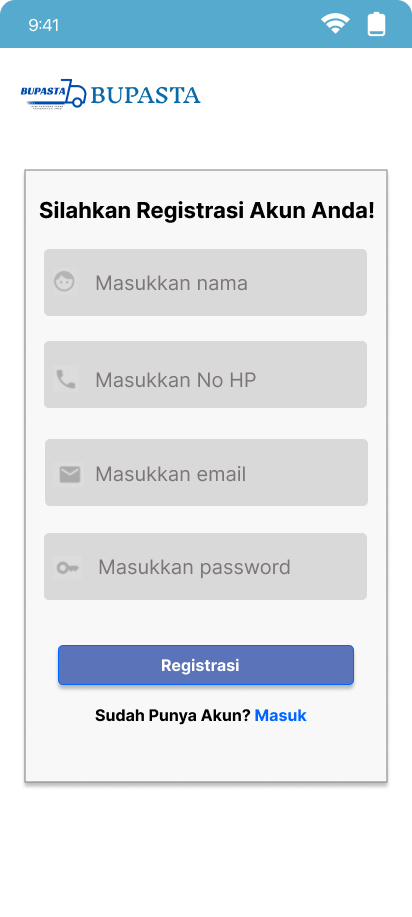 9:41
BUPASTA BUPASTA
Silahkan Registrasi Akun Anda!
Masukkan nama
Masukkan No HP
Masukkan email
Masukkan password
Registrasi
Sudah Punya Akun? Masuk